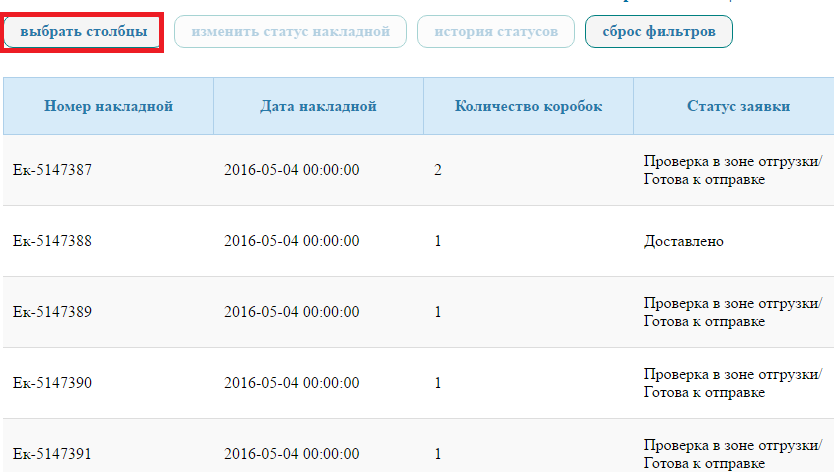 выбрать столбцы изменить статус накладной история статусов сброс фильтров
Номер накладной Дата накладной Количество коробок Статус заявки
Ек-5147387 2016-05-04 00:00:00 2 Проверка в зоне отгрузки/
Готова к отправке
Ек-5147388 2016-05-04 00:00:00 1 Доставлено
Ек-5147389 2016-05-04 00:00:00 1 Проверка в зоне отгрузки/
Готова к отправке
Ек-5147390 2016-05-04 00:00:00 1 Проверка в зоне отгрузки/
Готова к отправке
Ек-5147391 2016-05-04 00:00:00 1 Проверка в зоне отгрузки/
Готова к отправке